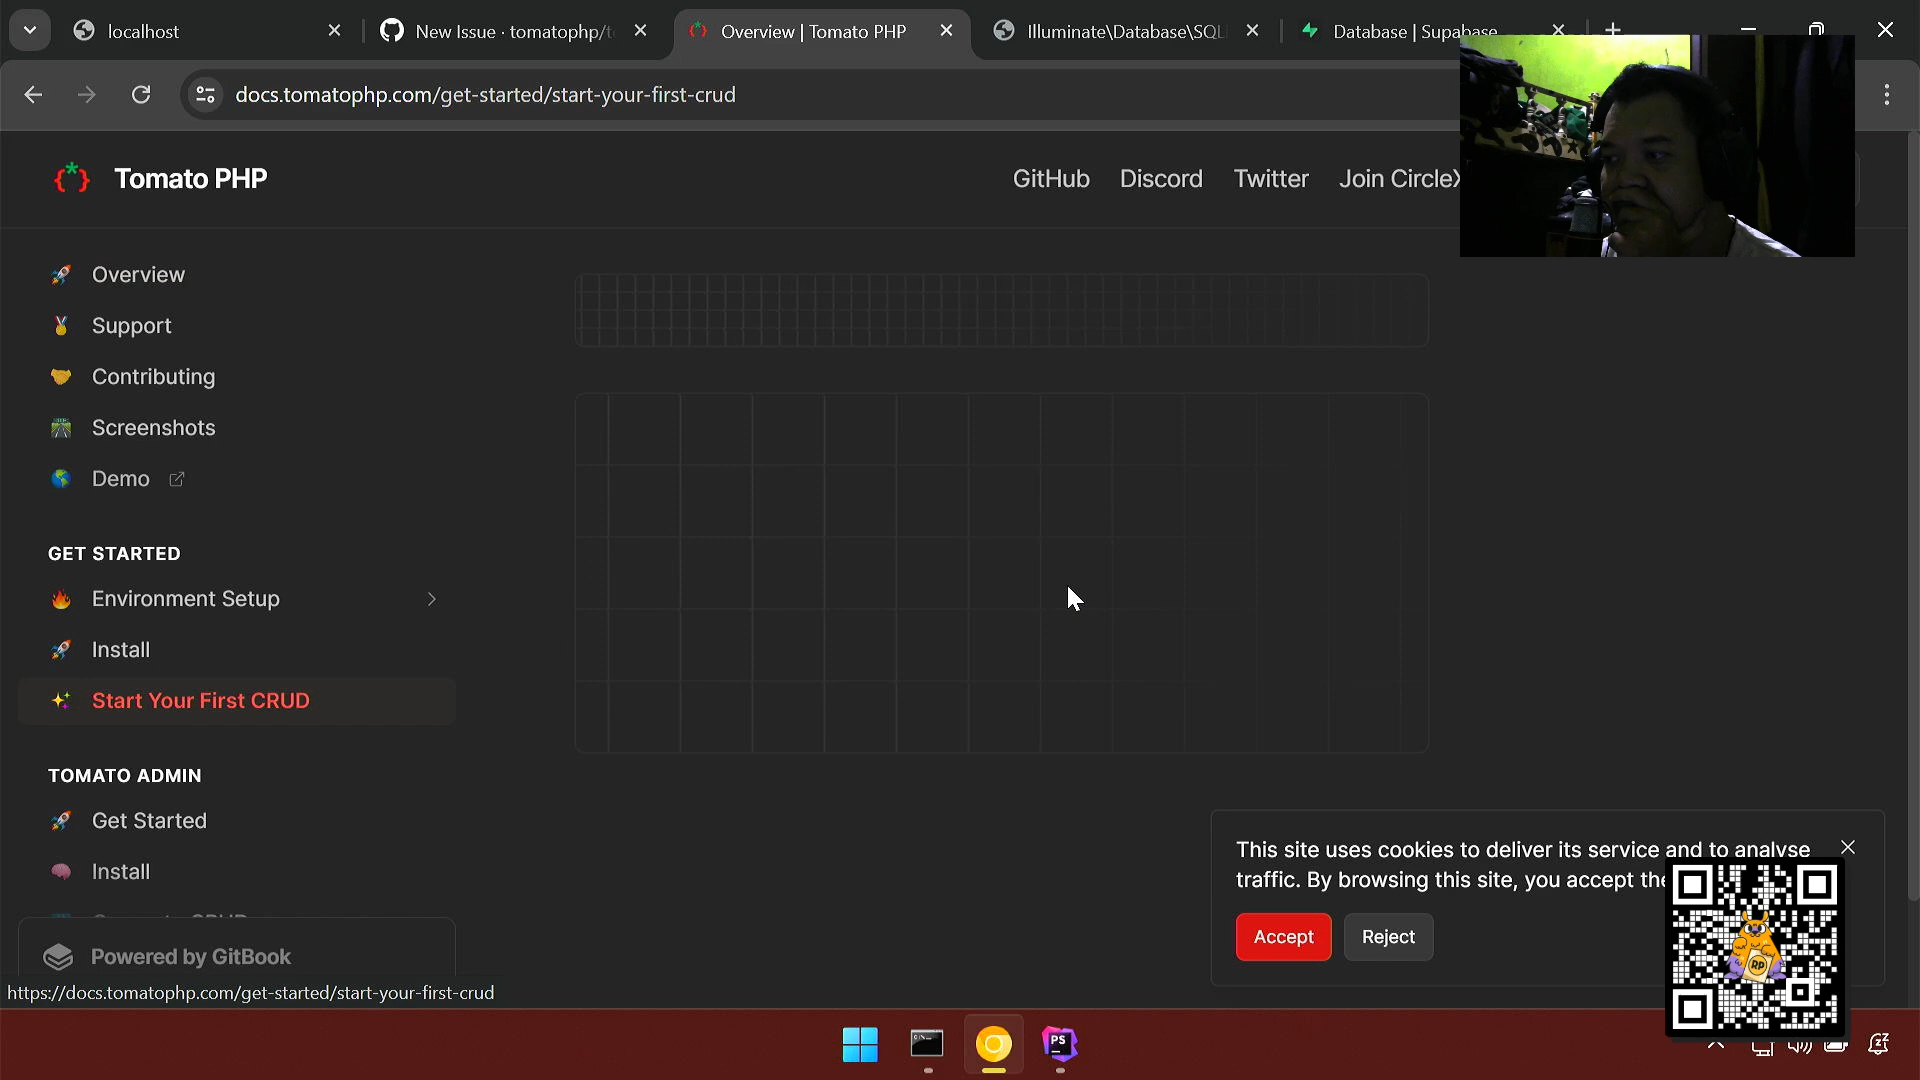 localhost
New Issue · tomatophp/t
Overview | Tomato PHP
Illuminate\Database\SQL
Database | Supabase
docs.tomatophp.com/get-started/start-your-first-crud
Tomato PHP
GitHub
Discord
Twitter
Join CircleX
Overview
Support
Contributing
Screenshots
Demo
GET STARTED
Environment Setup
Install
Start Your First CRUD
TOMATO ADMIN
Get Started
Install
Powered by GitBook
This site uses cookies to deliver its service and to analyse
traffic. By browsing this site, you accept the
Accept
Reject
RP
https://docs.tomatophp.com/get-started/start-your-first-crud
PS